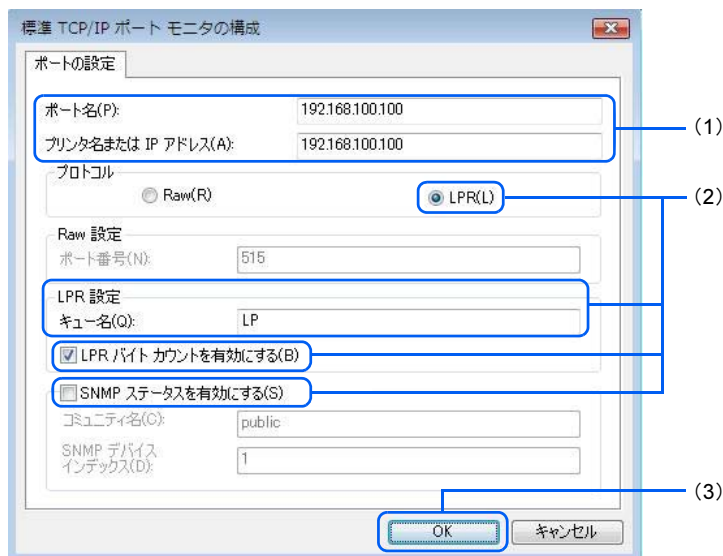 標準 TCP/IP ポート モニタの構成
ポートの設定
ポート名(P): 192.168.100.100
(1)
プリンタ名または IP アドレス(A): 192.168.100.100
プロトコル
Raw(R) LPR(L)
(2)
Raw 設定
ポート番号(N): 515
LPR 設定
キュー名(Q): LP
LPR バイト カウントを有効にする(B)
SNMP ステータスを有効にする(S)
コミュニティ名(C): public
SNMP デバイス
インデックス(D): 1
(3)
OK キャンセル